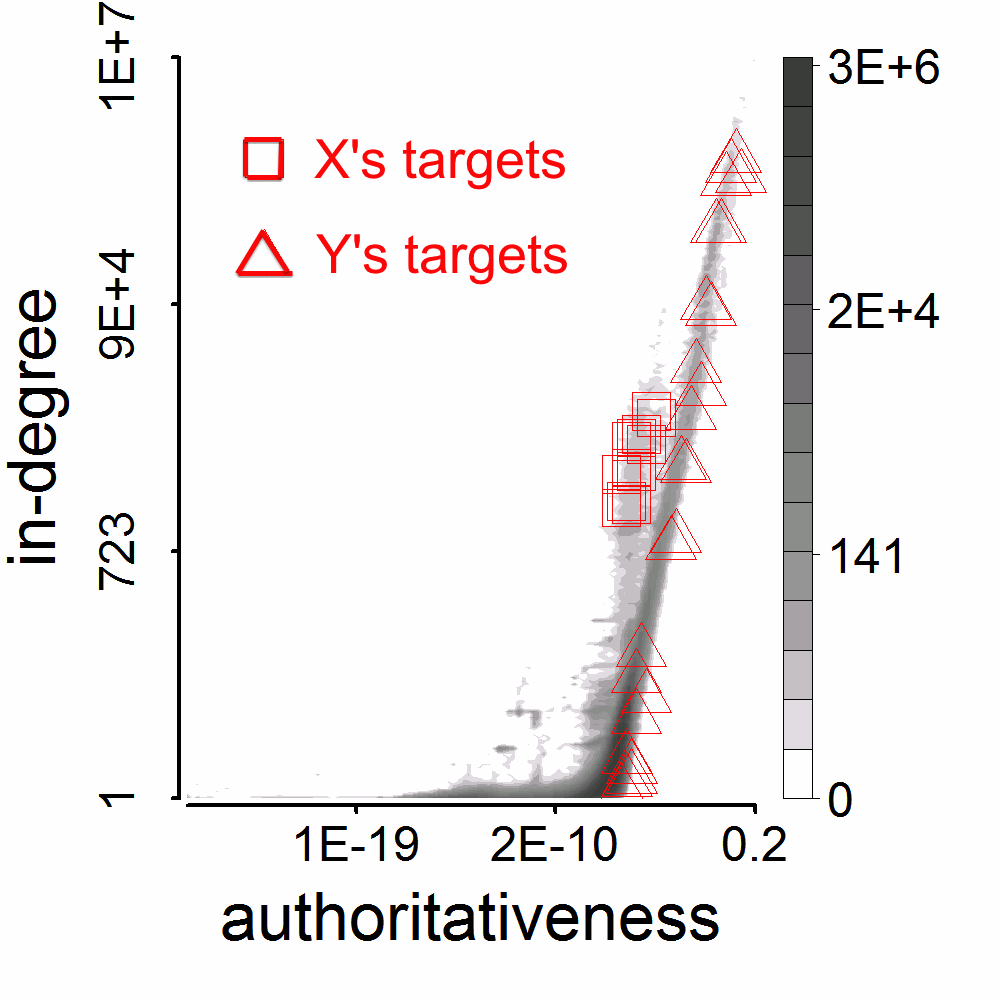 1E+7
9E+4
723
1
in-degree
X's targets
Y's targets
3E+6
2E+4
141
0
1E-19
2E-10
0.2
authoritativeness